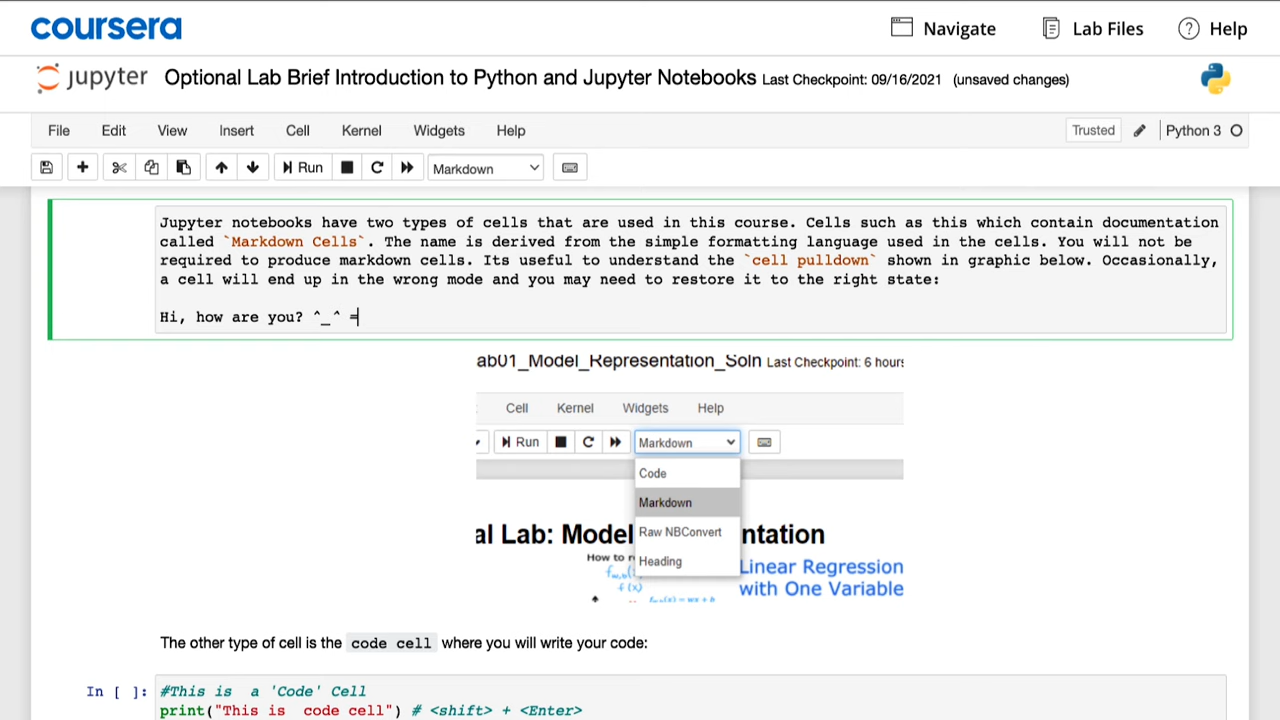 coursera
Navigate
Lab Files
Help
jupyter Optional Lab Brief Introduction to Python and Jupyter Notebooks Last Checkpoint: 09/16/2021 (unsaved changes)
File Edit View Insert Cell Kernel Widgets Help
Trusted
Python 3
Run
Markdown
Jupyter notebooks have two types of cells that are used in this course. Cells such as this which contain documentation
called `Markdown Cells`. The name is derived from the simple formatting language used in the cells. You will not be
required to produce markdown cells. Its useful to understand the `cell pulldown` shown in graphic below. Occasionally,
a cell will end up in the wrong mode and you may need to restore it to the right state:
Hi, how are you? ^_^ =
ab01_Model_Representation_Soln Last Checkpoint: 6 hours
Cell Kernel Widgets Help
Run
Markdown
Code
Markdown
Raw NBConvert
Heading
al Lab: Model ntation
How to r
f(x)
Linear Regression
with One Variable
The other type of cell is the code cell where you will write your code:
In [ ]: #This is a 'Code' Cell
print("This is code cell") # <shift> + <Enter>